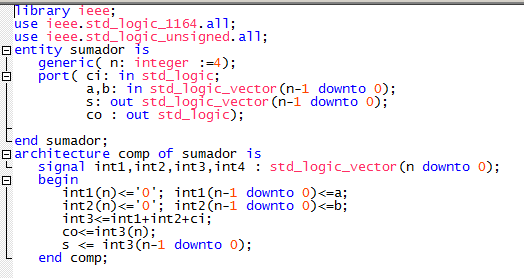 library ieee;
use ieee.std_logic_1164.all;
use ieee.std_logic_unsigned.all;
entity sumador is
generic( n: integer :=4);
port( ci: in std_logic;
a,b: in std_logic_vector(n-1 downto 0);
s: out std_logic_vector(n-1 downto 0);
co : out std_logic);
end sumador;
architecture comp of sumador is
signal int1,int2,int3,int4 : std_logic_vector(n downto 0);
begin
int1(n)<='0'; int1(n-1 downto 0)<=a;
int2(n)<='0'; int2(n-1 downto 0)<=b;
int3<=int1+int2+ci;
co<=int3(n);
s <= int3(n-1 downto 0);
end comp;